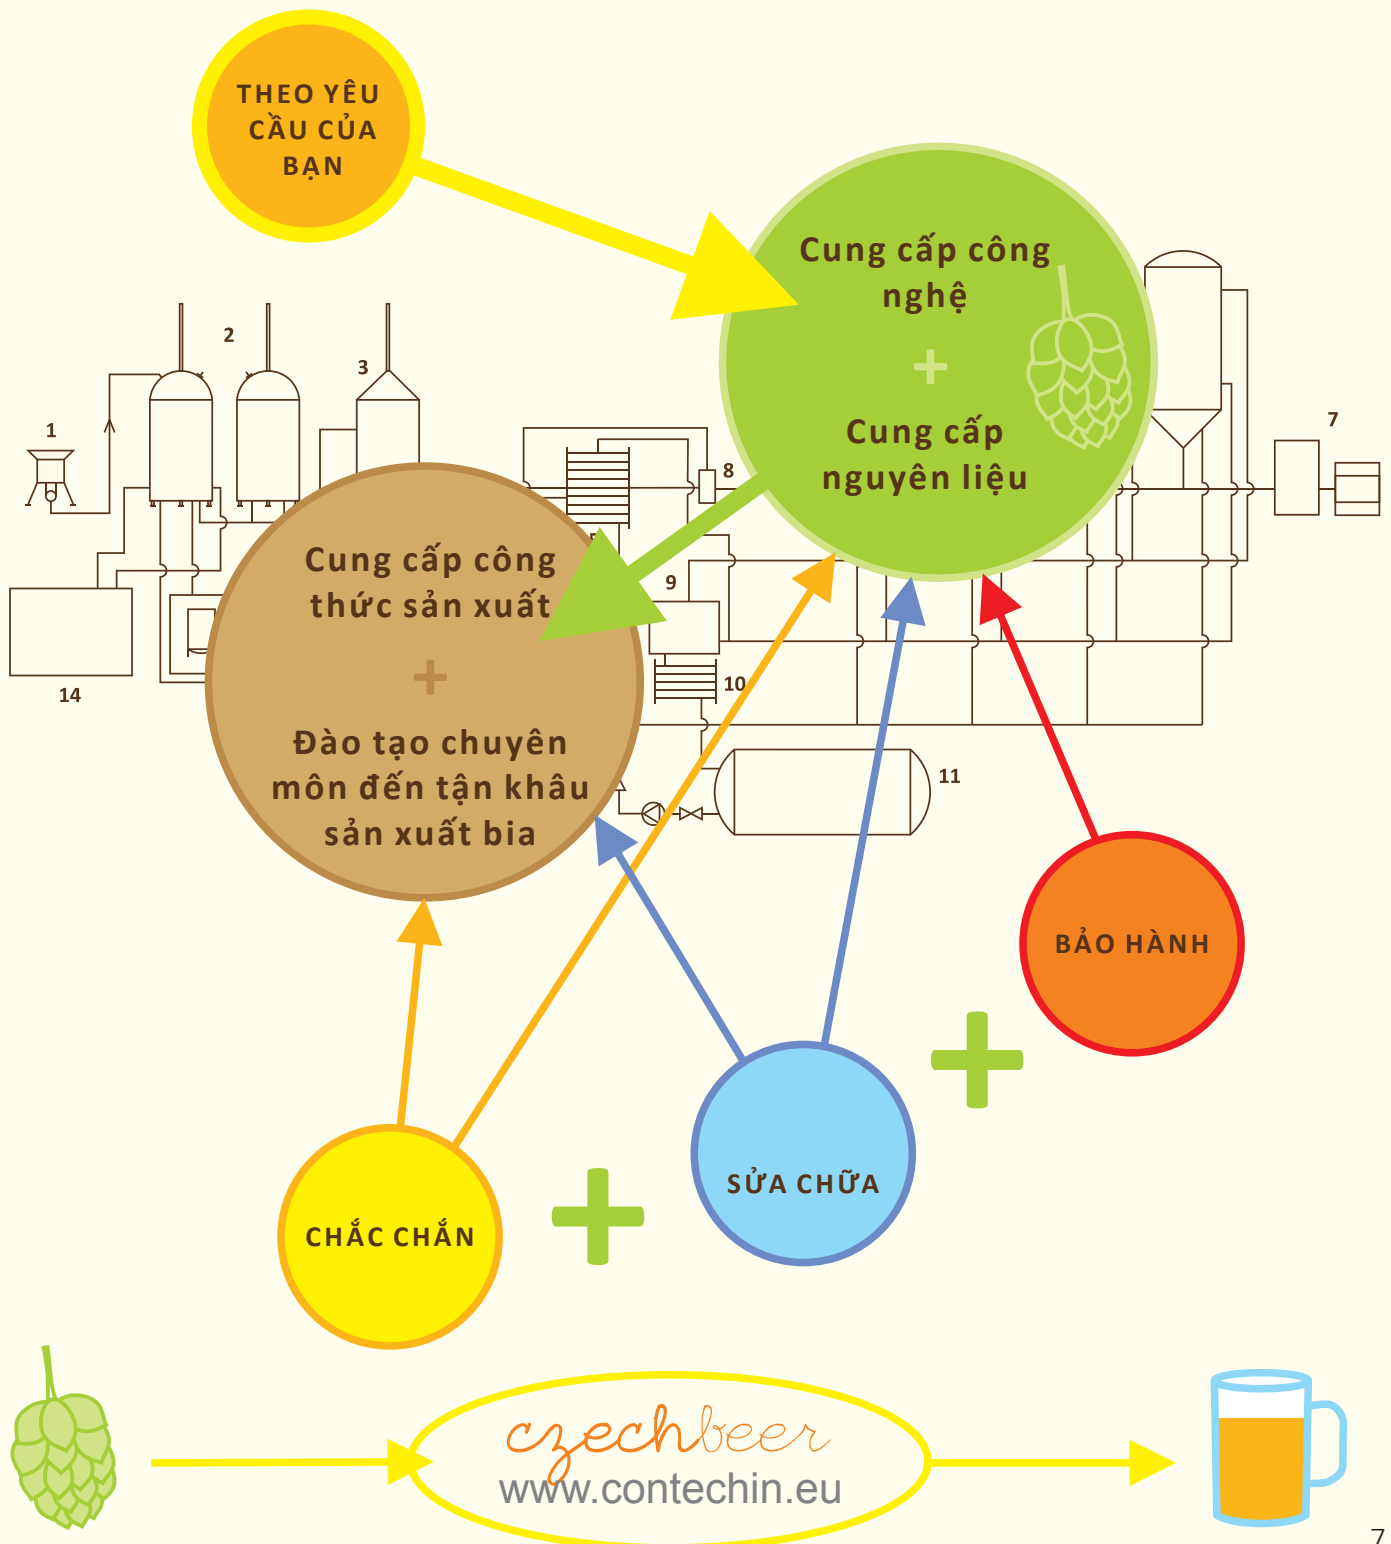 THEO YÊU
CẦU CỦA
BẠN
Cung cấp công
nghệ
+
Cung cấp
nguyên liệu
1
2
3
7
8
9
10
11
14
Cung cấp công
thức sản xuất
+
Đào tạo chuyên
môn đến tận khâu
sản xuất bia
BẢO HÀNH
SỬA CHỮA
CHẮC CHẮN
czechbeer
www.contechin.eu
7